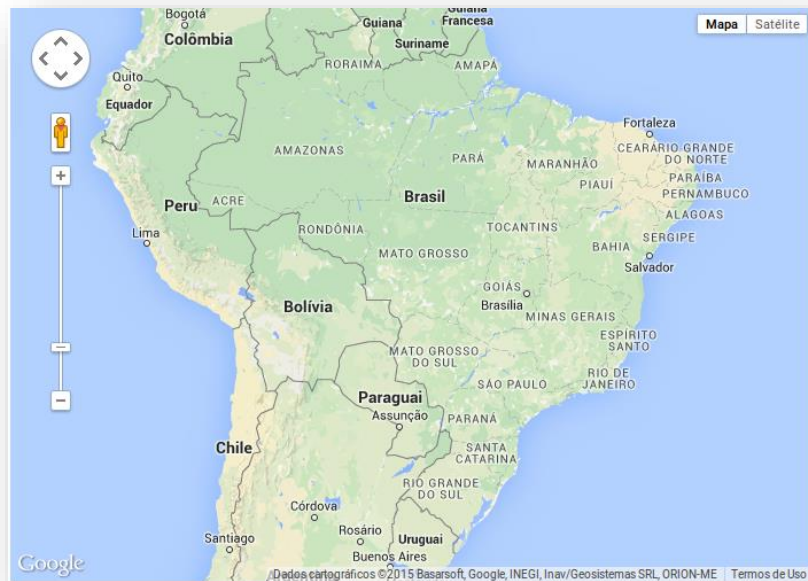 Bogotá
Colômbia
Guiana
Guiana
Francesa
Suriname
Mapa
Satélite
RORAIMA
AMAPÁ
Quito
Equador
Fortaleza
AMAZONAS
PARÁ
MARANHÃO
CEARÁ
RIO GRANDE
DO NORTE
PARAÍBA
PIAUÍ
PERNAMBUCO
Peru
ACRE
Brasil
ALAGOAS
Lima
RONDÔNIA
TOCANTINS
SERGIPE
MATO GROSSO
BAHIA
Salvador
GOIÁS
Brasília
Bolívia
MINAS GERAIS
ESPÍRITO
SANTO
MATO GROSSO
DO SUL
RIO DE
JANEIRO
SÃO PAULO
Paraguai
Assunção
PARANÁ
Chile
SANTA
CATARINA
RIO GRANDE
DO SUL
Córdova
Rosário
Uruguai
Santiago
Buenos Aires
Google
Dados cartográficos ©2015 Basarsoft, Google, INEGI, Inav/Geosistemas SRL, ORION-ME
Termos de Uso